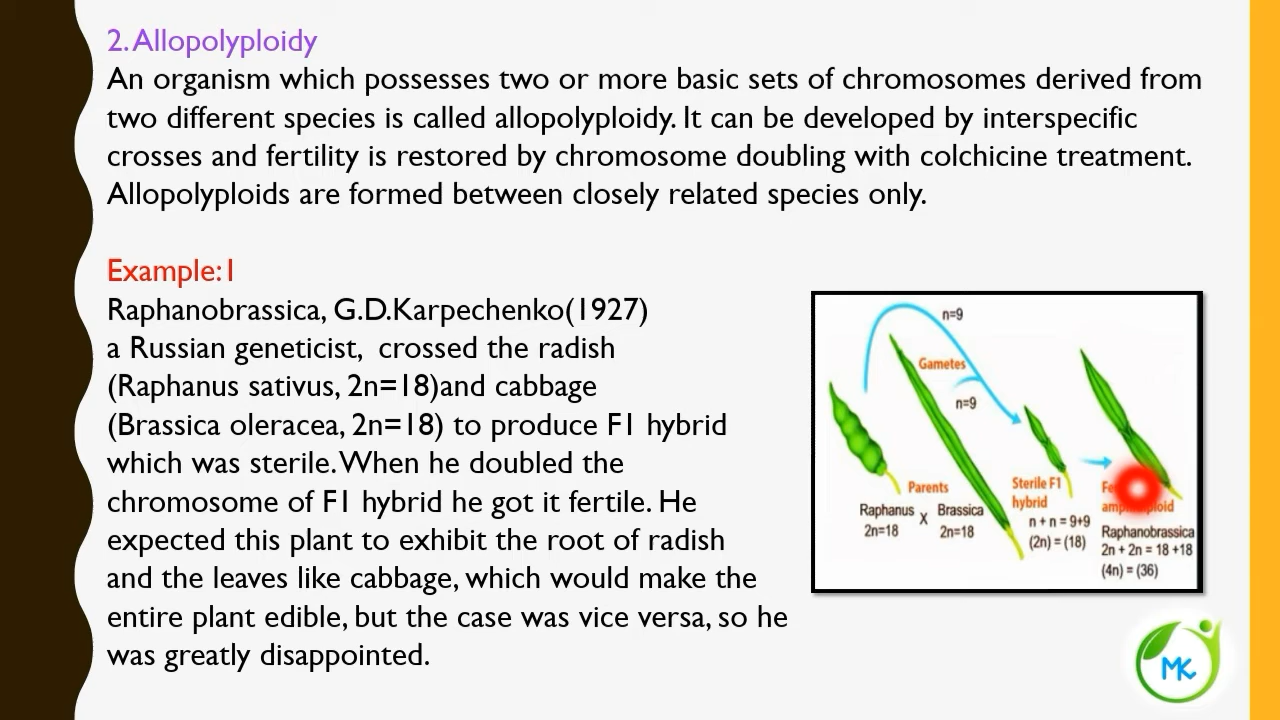 2. Allopolyploidy
An organism which possesses two or more basic sets of chromosomes derived from
two different species is called allopolyploidy. It can be developed by interspecific
crosses and fertility is restored by chromosome doubling with colchicine treatment.
Allopolyploids are formed between closely related species only.
Example:1
Raphanobrassica, G.D.Karpechenko(1927)
a Russian geneticist, crossed the radish
(Raphanus sativus, 2n=18)and cabbage
(Brassica oleracea, 2n=18) to produce F1 hybrid
which was sterile. When he doubled the
chromosome of F1 hybrid he got it fertile. He
expected this plant to exhibit the root of radish
and the leaves like cabbage, which would make the
entire plant edible, but the case was vice versa, so he
was greatly disappointed.
n=9
Gametes
n=9
Parents
Raphanus X Brassica
2n=18 2n=18
Sterile F1
hybrid
n + n = 9+9
(2n) = (18)
Raphanobrassica
2n + 2n = 18 +18
(4n) = (36)
MK